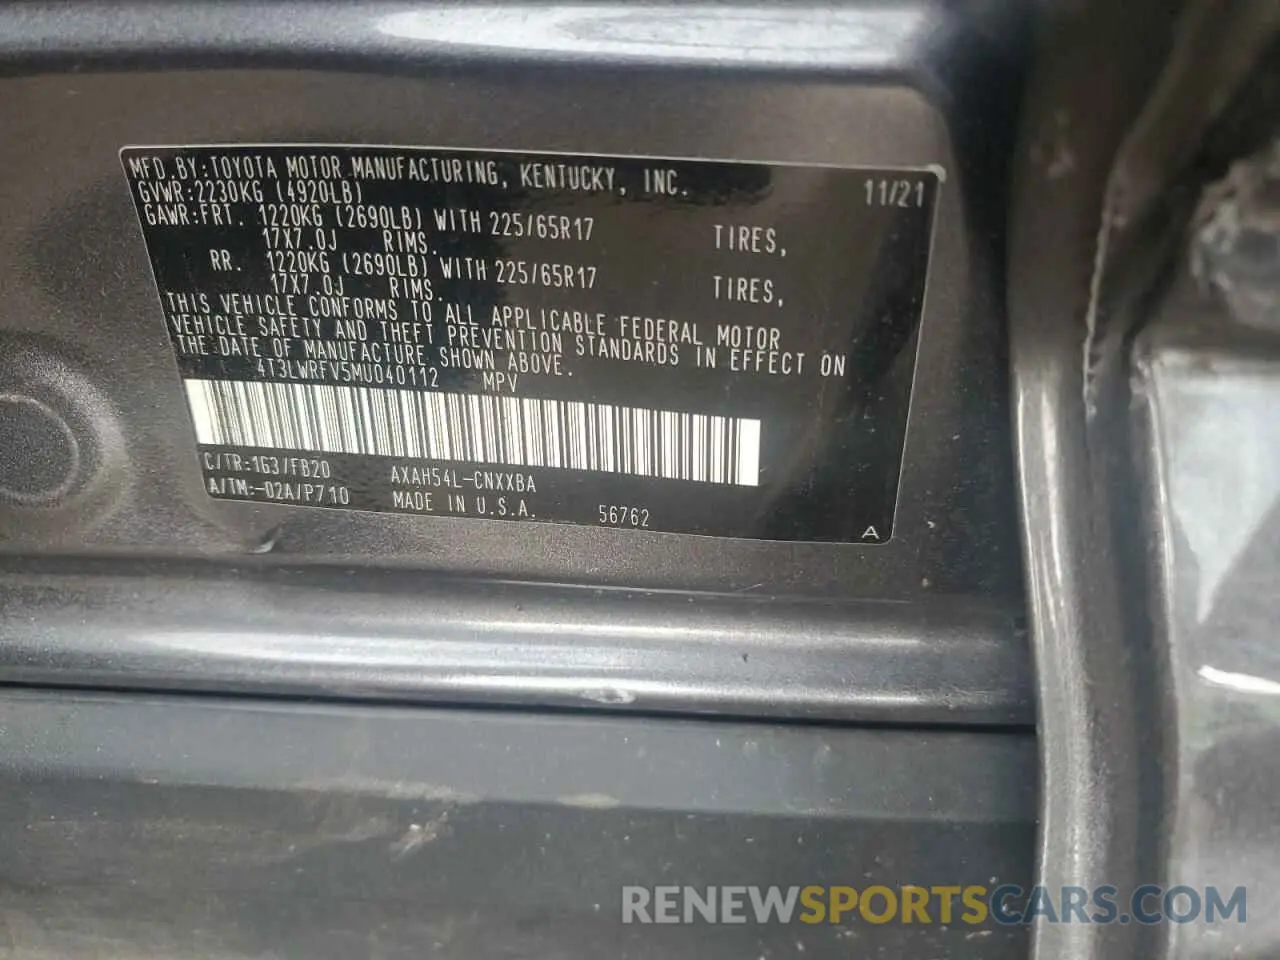 MFD. BY: TOYOTA MOTOR MANUFACTURING, KENTUCKY, INC. 11/21
GVWR: 2230KG (4920LB)
GAWR: FRT. 1220KG (2690LB) WITH 225/65R17 TIRES,
17X7.0J RIMS.
RR. 1220KG (2690LB) WITH 225/65R17 TIRES,
17X7.0J RIMS.
THIS VEHICLE CONFORMS TO ALL APPLICABLE FEDERAL MOTOR
VEHICLE SAFETY AND THEFT PREVENTION STANDARDS IN EFFECT ON
THE DATE OF MANUFACTURE SHOWN ABOVE.
4T3LWRFV5MU040112 MPV
C/TR: 1G3/FB20 AXAH54L-CNXXBA
A/TM: -02A/P710 MADE IN U.S.A. 56762
A
RENEWSPORTSCARS.COM